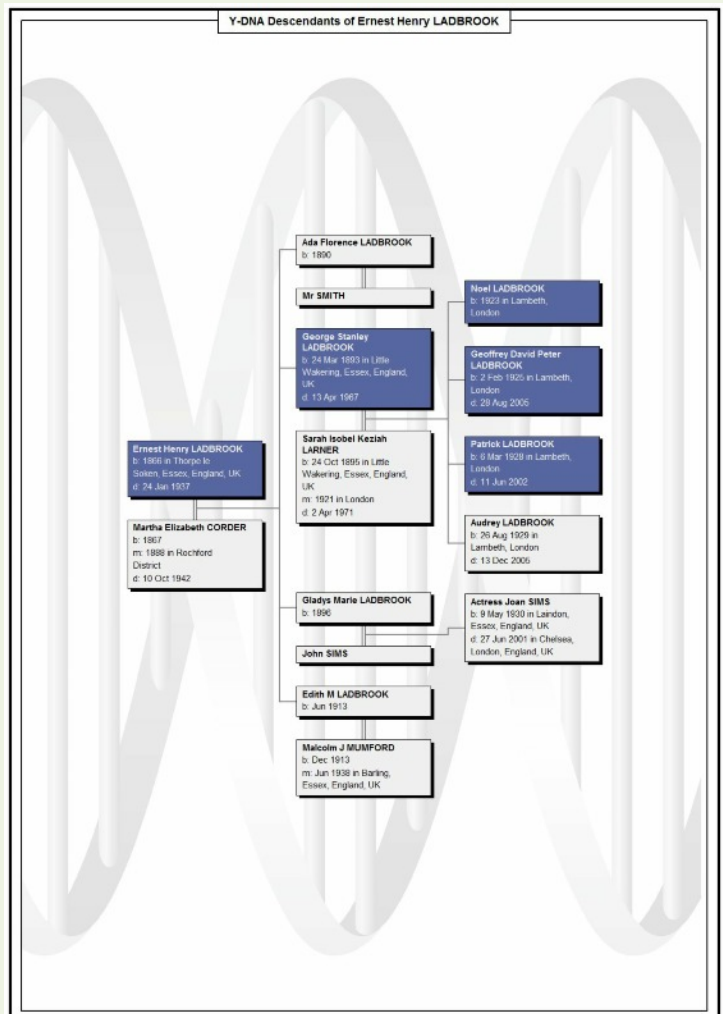 Y-DNA Descendants of Ernest Henry LADBROOK
Ernest Henry LADBROOK
b: 1866 in Thorpe le
Soken, Essex, England, UK
d: 24 Jan 1937
Martha Elizabeth CORDER
b: 1867
m: 1888 in Rochford
District
d: 10 Oct 1942
Ada Florence LADBROOK
b: 1890
Mr SMITH
George Stanley
LADBROOK
b: 24 Mar 1893 in Little
Wakering, Essex, England,
UK
d: 13 Apr 1967
Sarah Isobel Keziah
LARNER
b: 24 Oct 1895 in Little
Wakering, Essex, England,
UK
m: 1921 in London
d: 2 Apr 1971
Gladys Marie LADBROOK
b: 1896
John SIMS
Edith M LADBROOK
b: Jun 1913
Malcolm J MUMFORD
b: Dec 1913
m: Jun 1938 in Barling,
Essex, England, UK
Noel LADBROOK
b: 1923 in Lambeth,
London
Geoffrey David Peter
LADBROOK
b: 2 Feb 1925 in Lambeth,
London
d: 29 Aug 2005
Patrick LADBROOK
b: 6 Mar 1928 in Lambeth,
London
d: 11 Jun 2002
Audrey LADBROOK
b: 26 Aug 1929 in
Lambeth, London
d: 13 Dec 2005
Actress Joan SIMS
b: 9 May 1930 in Laindon,
Essex, England, UK
d: 27 Jun 2001 in Chelsea,
London, England, UK